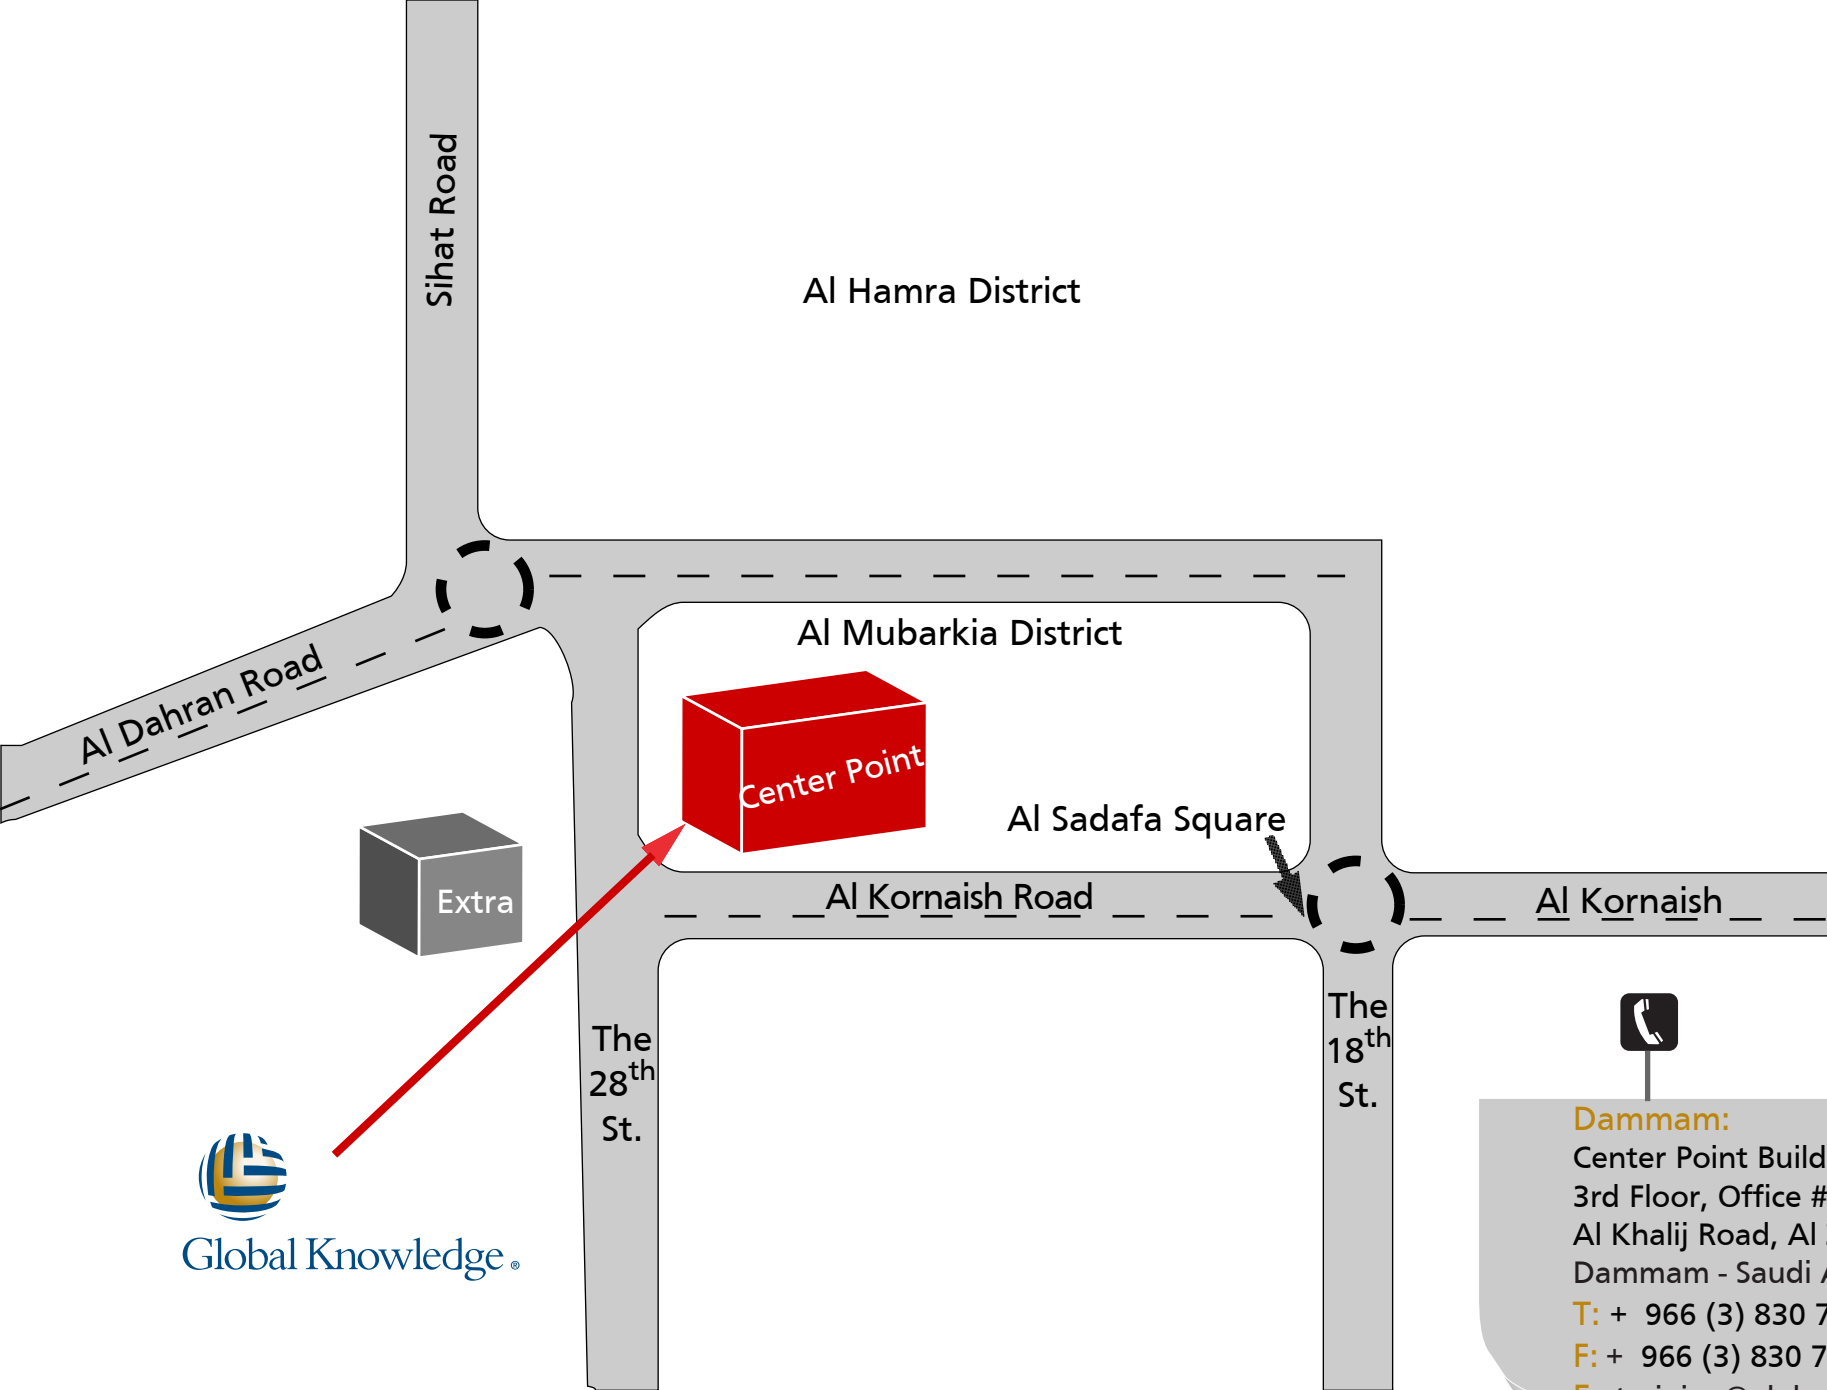 Sihat Road
Al Hamra District
Al Mubarkia District
Al Dahran Road
Center Point
Al Sadafa Square
Extra
Al Kornaish Road
Al Kornaish
The
28th
St.
The
18th
St.
Global Knowledge®
Dammam:
Center Point
3rd Floor, Office #
Al Khalij Road, Al
Dammam - Saudi
T: + 966 (3) 830 7
F: + 966 (3) 830 7